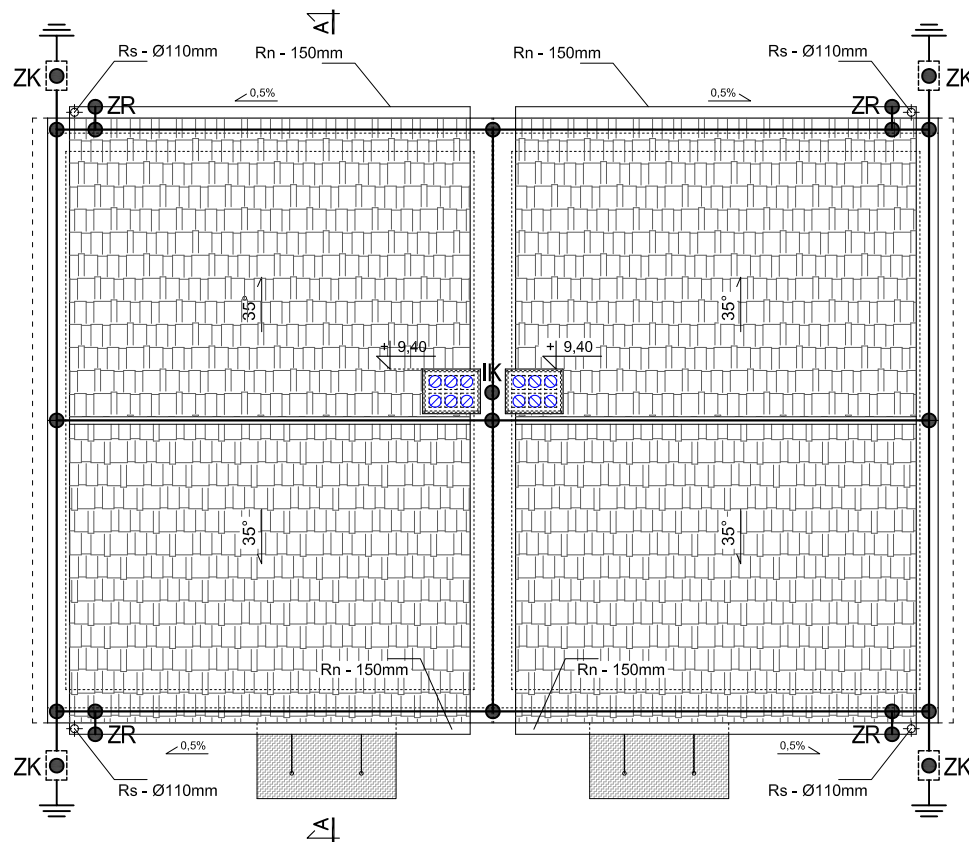 A
Rs - Ø110mm
Rn - 150mm
Rn - 150mm
Rs - Ø110mm
ZK
ZK
0,5%
0,5%
ZR
ZR
35°
35°
+ 9,40
+ 9,40
IK
35°
35°
Rn - 150mm
Rn - 150mm
ZR
ZR
0,5%
0,5%
ZK
ZK
Rs - Ø110mm
Rs - Ø110mm
A